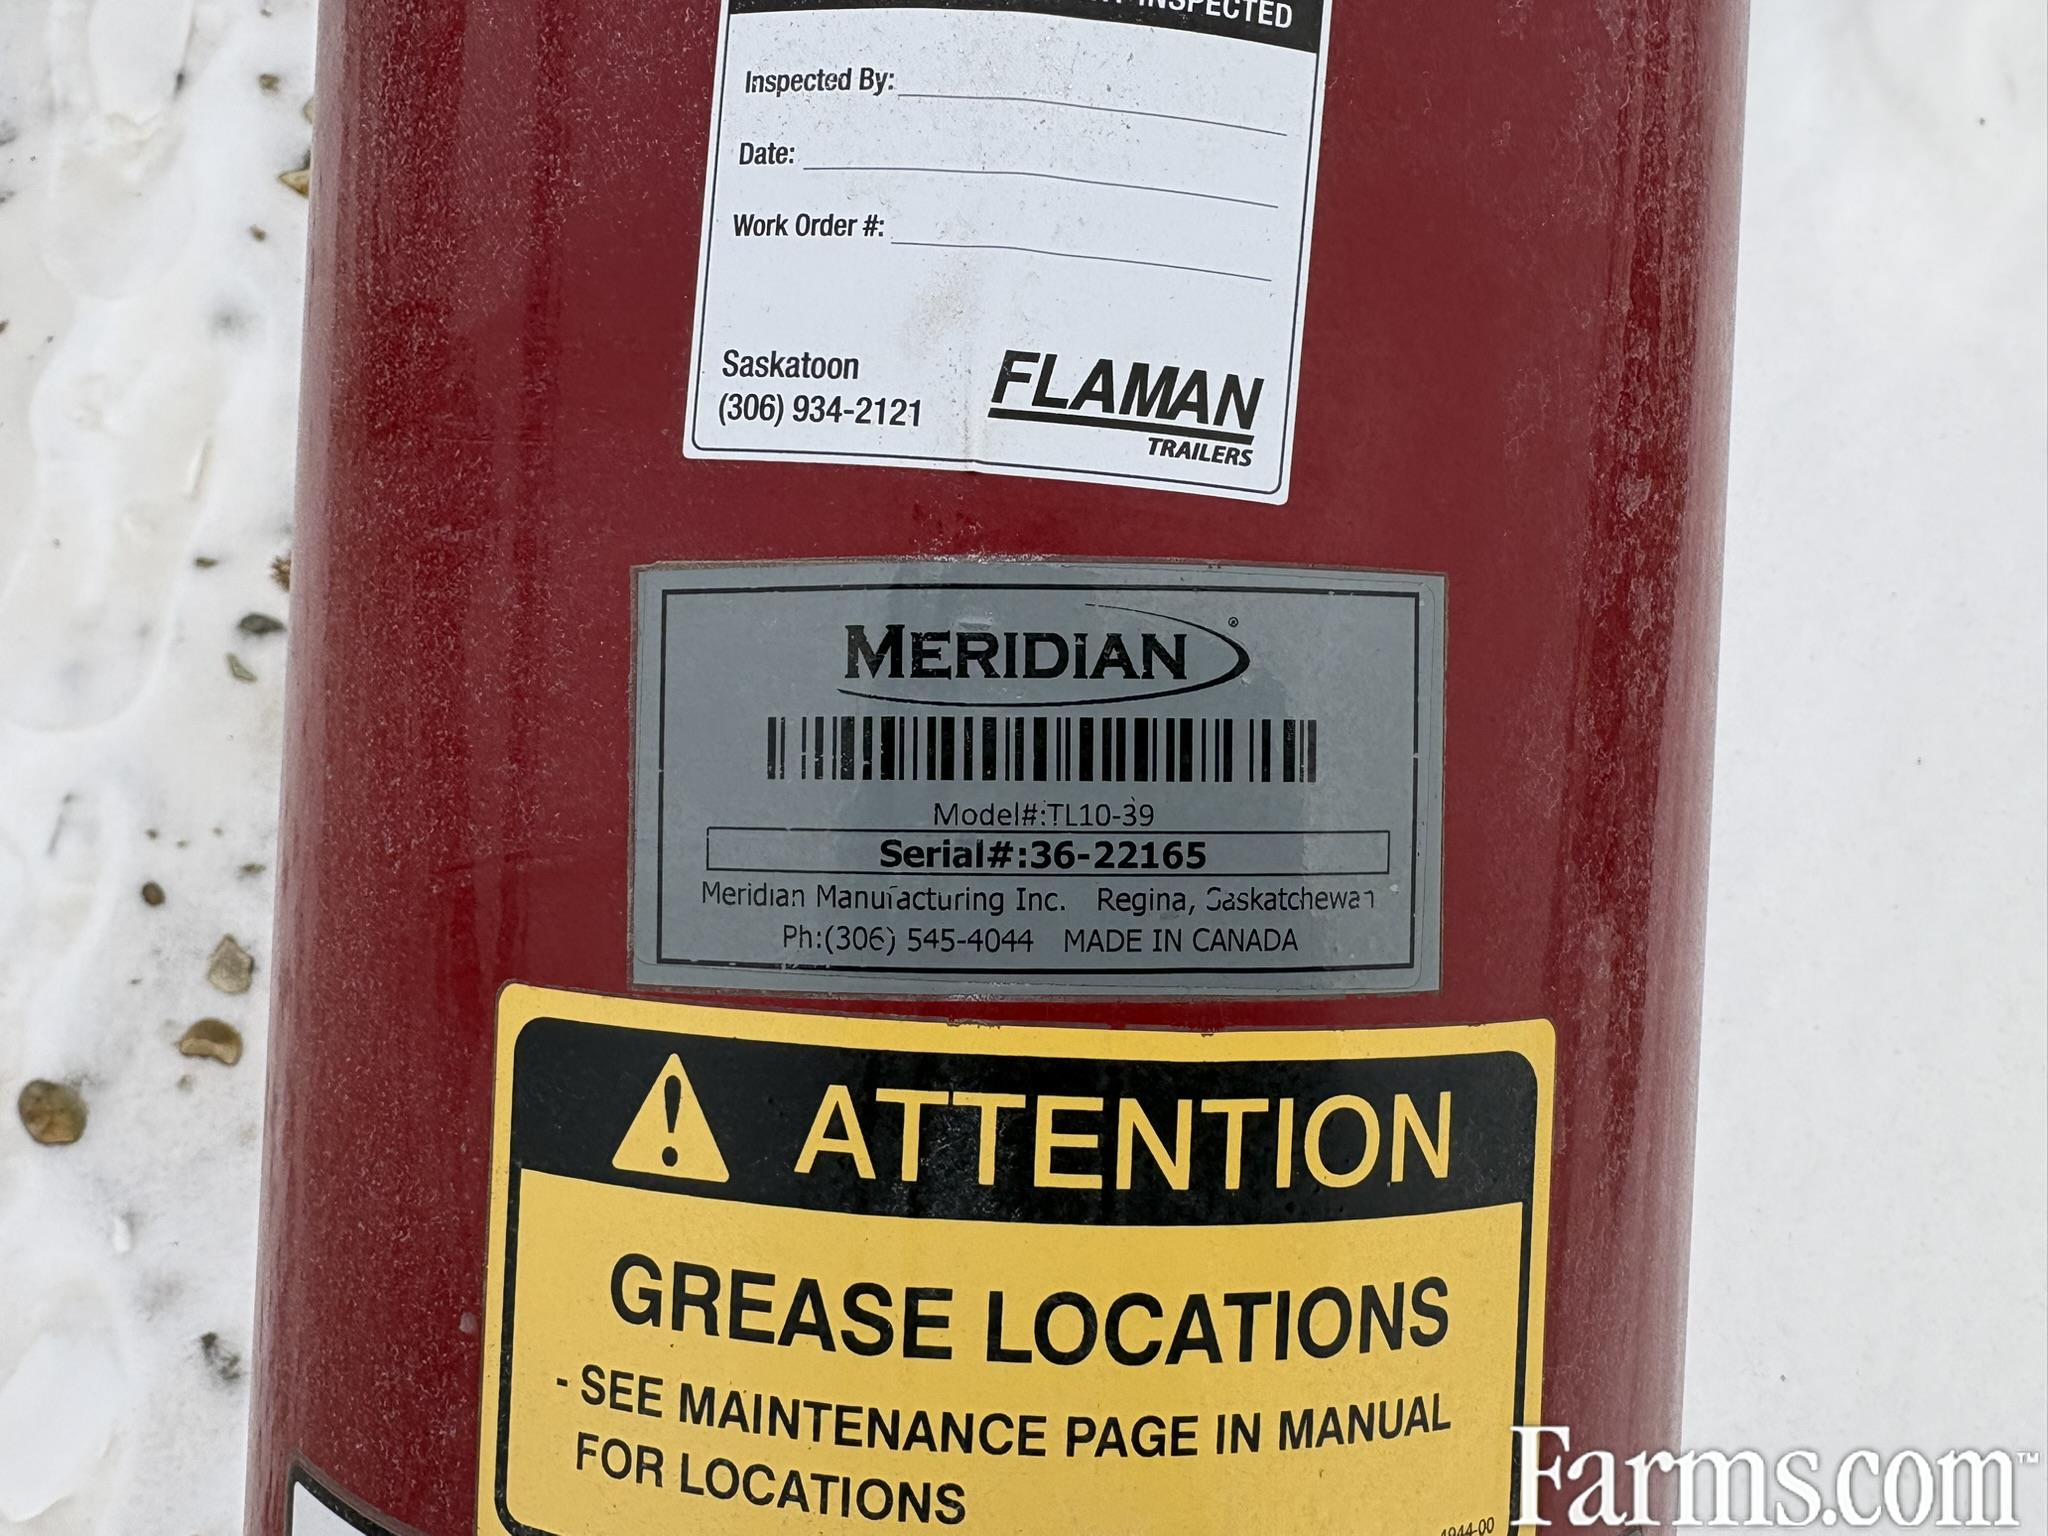 INSPECTED
Inspected By:
Date:
Work Order #:
Saskatoon
(306) 934-2121
FLAMAN
TRAILERS
MERIDIAN®
Model#:TL10-39
Serial#:36-22165
Meridian Manufacturing Inc. Regina, Saskatchewan
Ph:(306) 545-4044 MADE IN CANADA
ATTENTION
GREASE LOCATIONS
- SEE MAINTENANCE PAGE IN MANUAL
FOR LOCATIONS
Farms.com™